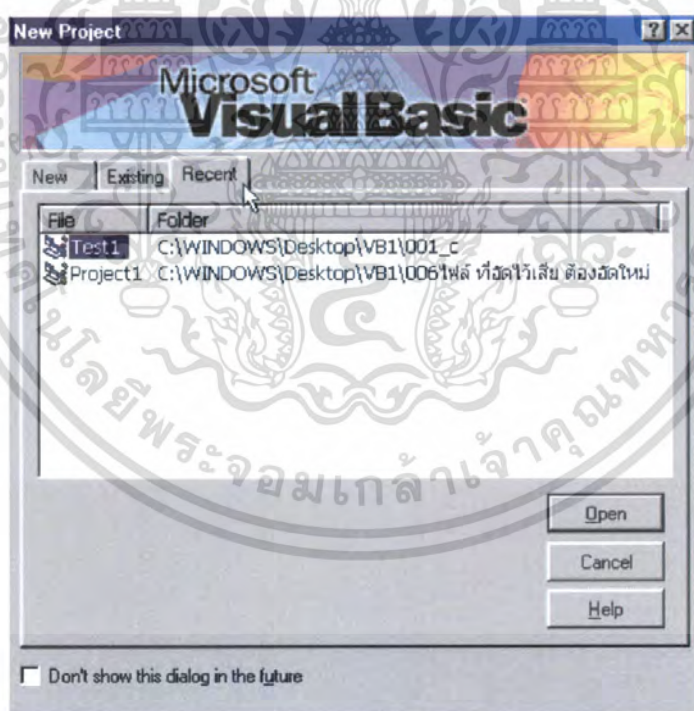 New Project
Microsoft
Visual Basic
New Existing Recent
File Folder
Test1 C:\WINDOWS\Desktop\VB1\001_c
Project1 C:\WINDOWS\Desktop\VB1\006ไฟล์ ที่อัดไว้เสีย ต้องอัดใหม่
Open
Cancel
Help
Don't show this dialog in the future